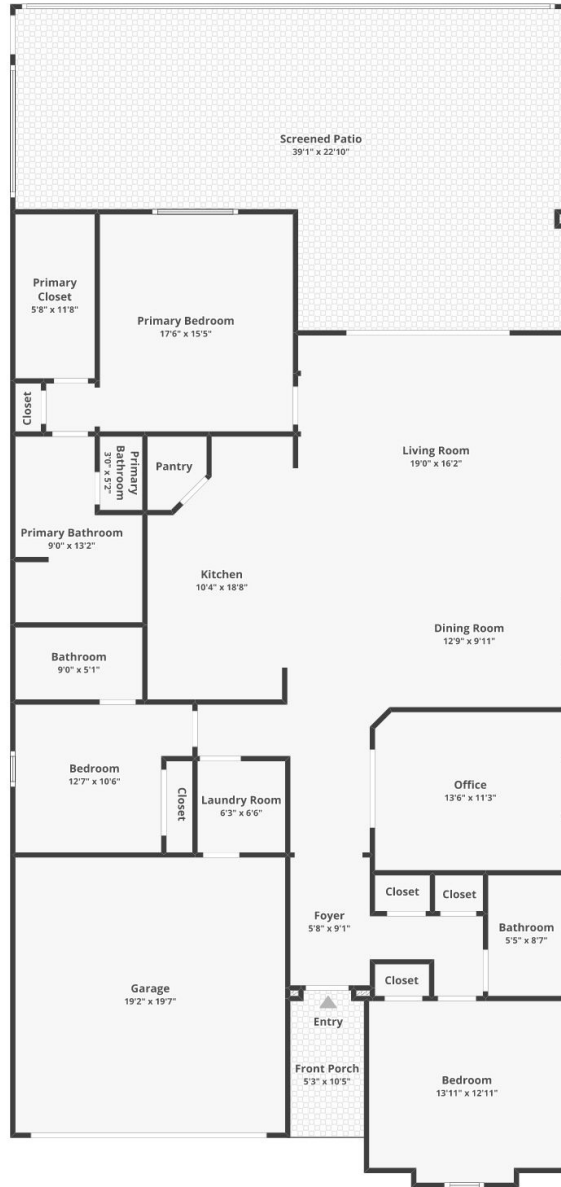 Screened Patio
39'1" x 22'10"
Primary
Closet
5'8" x 11'8"
Primary Bedroom
17'6" x 15'5"
Closet
Living Room
19'0" x 16'2"
Primary
Bathroom
3'0" x 5'2"
Pantry
Primary Bathroom
9'0" x 13'2"
Kitchen
10'4" x 18'8"
Dining Room
12'9" x 9'11"
Bathroom
9'0" x 5'1"
Bedroom
12'7" x 10'6"
Closet
Laundry Room
6'3" x 6'6"
Office
13'6" x 11'3"
Closet
Closet
Foyer
5'8" x 9'1"
Bathroom
5'5" x 8'7"
Closet
Garage
19'2" x 19'7"
Entry
Front Porch
5'3" x 10'5"
Bedroom
13'11" x 12'11"